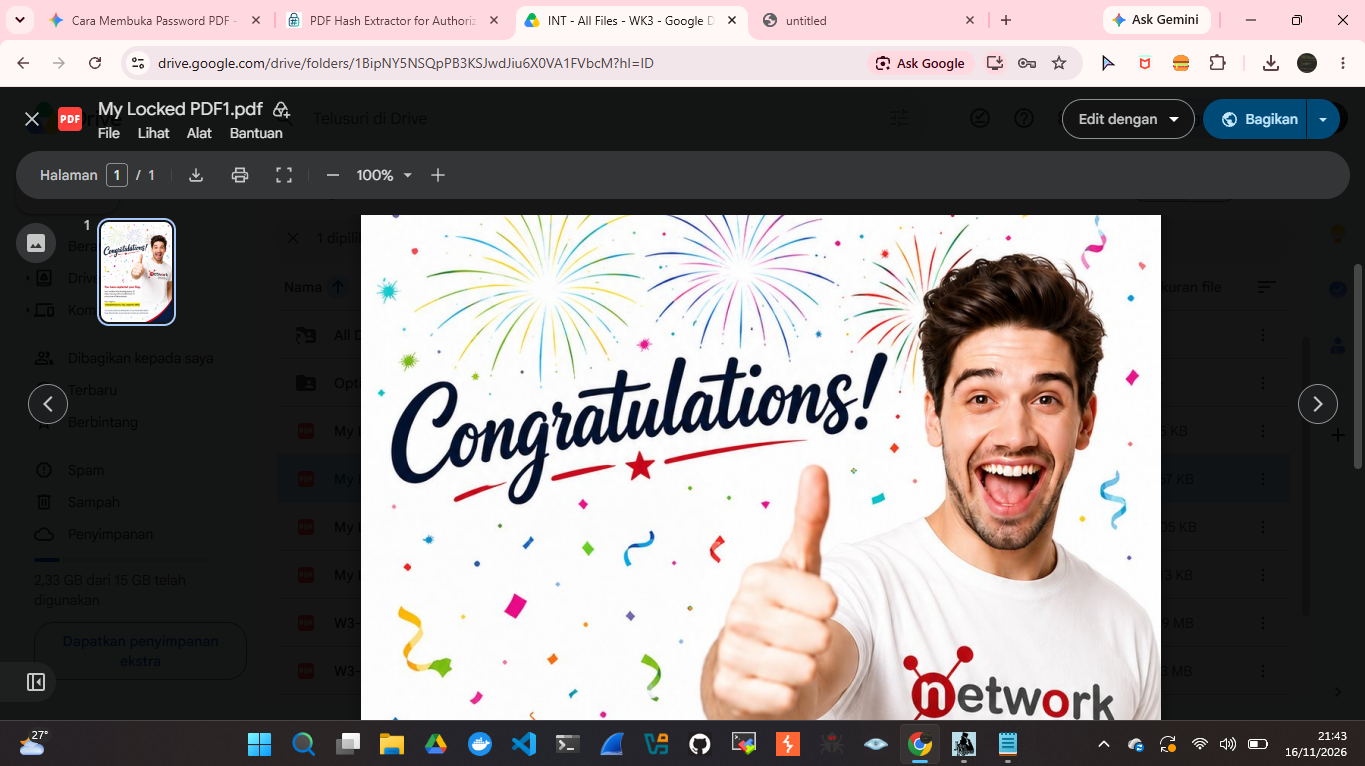 Cara Membuka Password PDF -
PDF Hash Extractor for Authoriz
INT - All Files - WK3 - Google D
untitled
Ask Gemini
drive.google.com/drive/folders/1BipNY5NSQpPB3KSJwdJiu6X0VA1FVbcM?hl=ID
Ask Google
PDF
My Locked PDF1.pdf
Telusuri di Drive
File Lihat Alat Bantuan
Edit dengan
Bagikan
Halaman 1 / 1
100%
1
1 dipili
Nama
ukuran file
Dibagikan kepada saya
Terbaru
Berbintang
Spam
Sampah
Penyimpanan
2,33 GB dari 15 GB telah
digunakan
Dapatkan penyimpanan
ekstra
Congratulations!
network
27°
21:43
16/11/2026